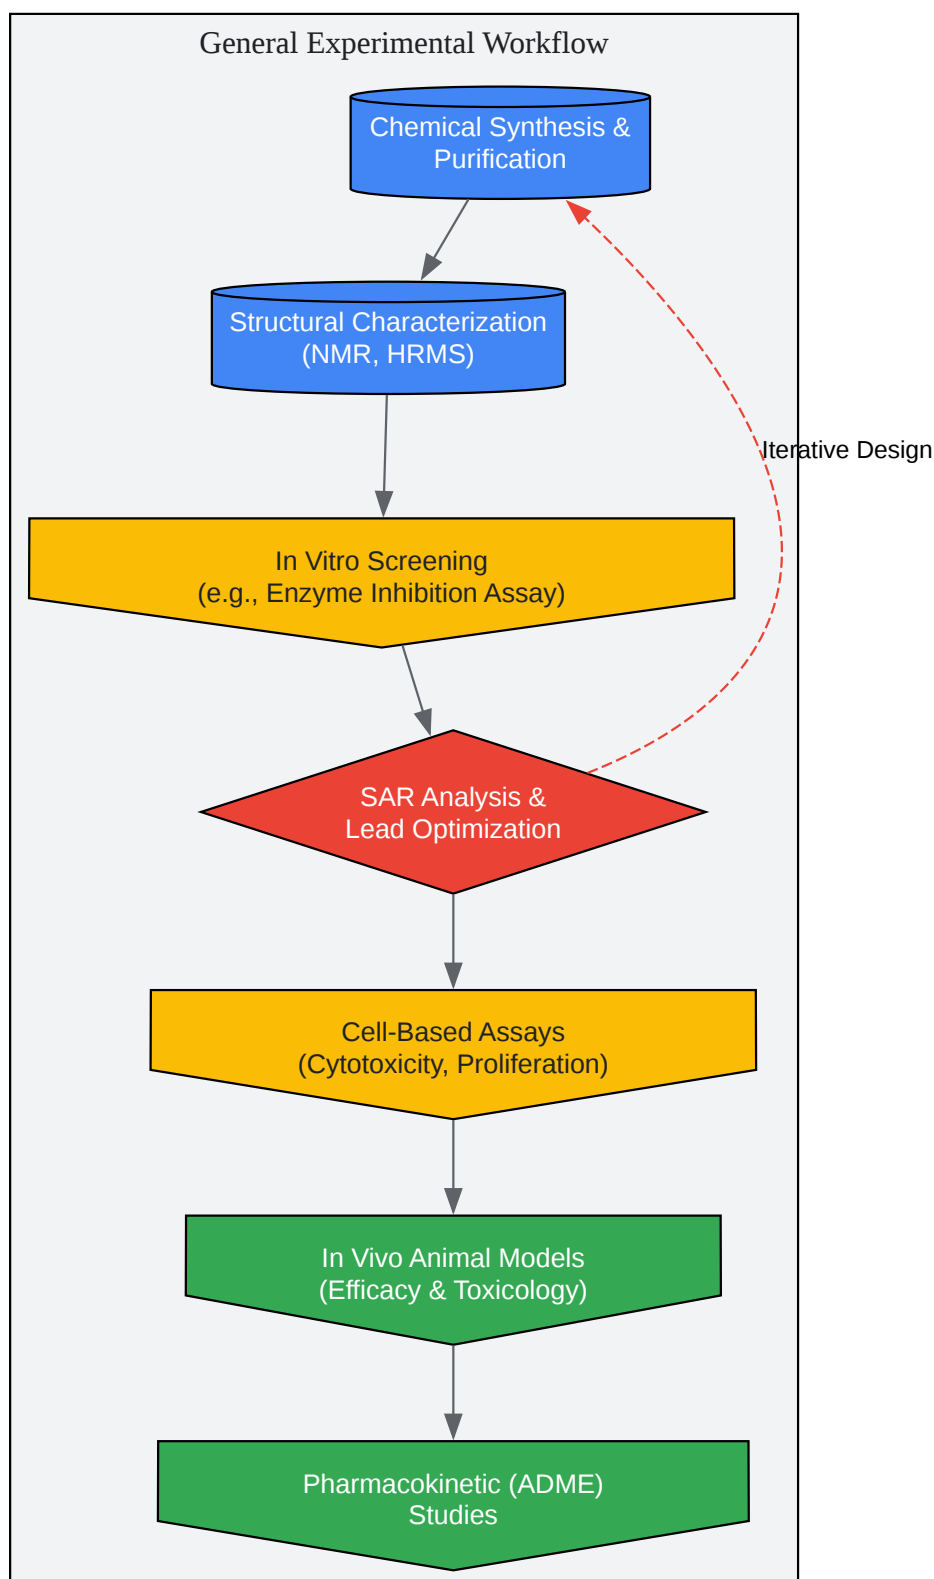 General Experimental Workflow
Chemical Synthesis &
Purification
Structural Characterization
(NMR, HRMS)
Iterative Design
In Vitro Screening
(e.g., Enzyme Inhibition Assay)
SAR Analysis &
Lead Optimization
Cell-Based Assays
(Cytotoxicity, Proliferation)
In Vivo Animal Models
(Efficacy & Toxicology)
Pharmacokinetic (ADME)
Studies